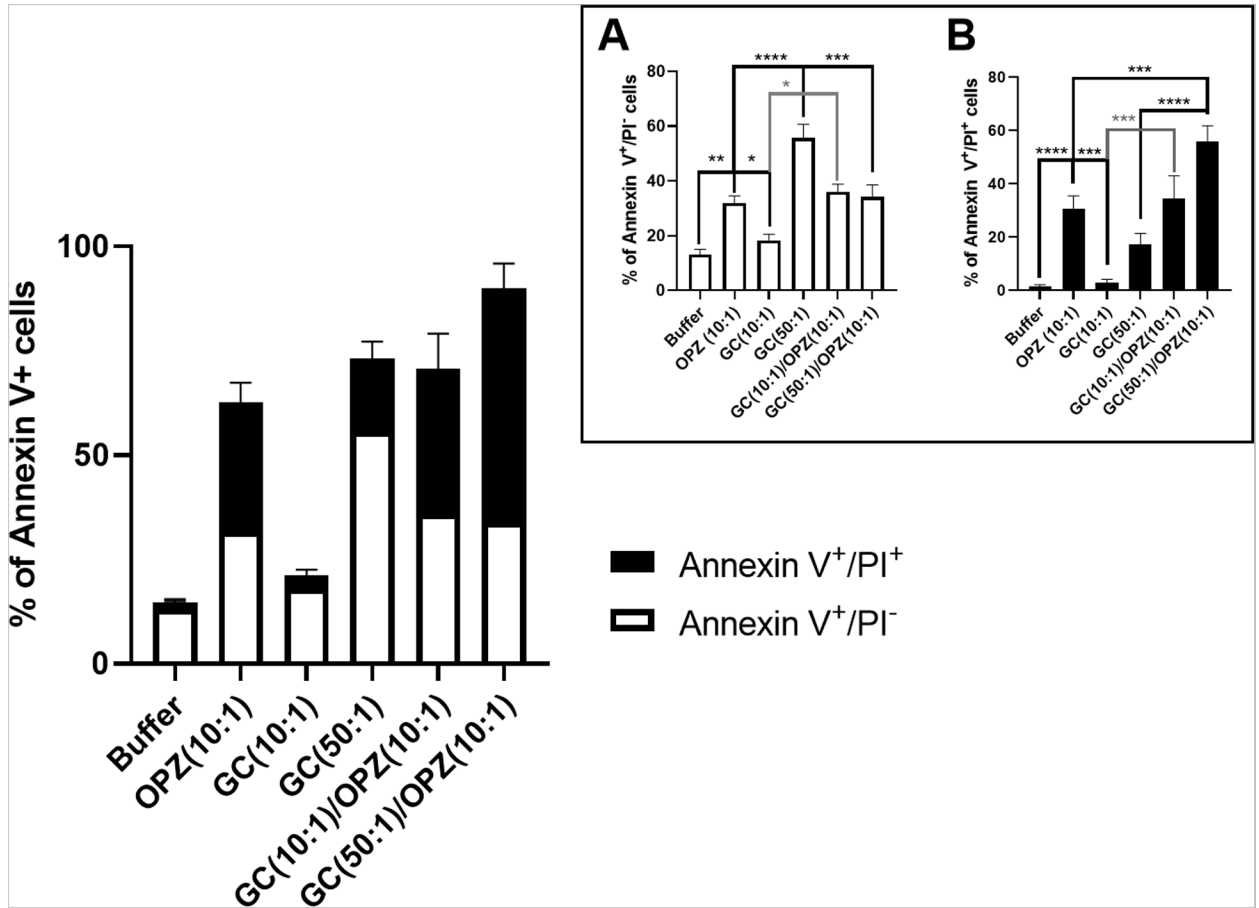 % of Annexin V+ cells
100
50
0
Buffer
OPZ(10:1)
GC(10:1)
GC(50:1)
GC(10:1)/OPZ(10:1)
GC(50:1)/OPZ(10:1)
A
% of Annexin V⁺/PI⁻ cells
80
60
40
20
0
**** ***
*
** *
Buffer
OPZ (10:1)
GC(10:1)
GC(50:1)
GC(10:1)/OPZ(10:1)
GC(50:1)/OPZ(10:1)
B
% of Annexin V⁺/PI⁺ cells
80
60
40
20
0
***
****
***
**** ***
Buffer
OPZ (10:1)
GC(10:1)
GC(50:1)
GC(10:1)/OPZ(10:1)
GC(50:1)/OPZ(10:1)
Annexin V⁺/PI⁺
Annexin V⁺/PI⁻